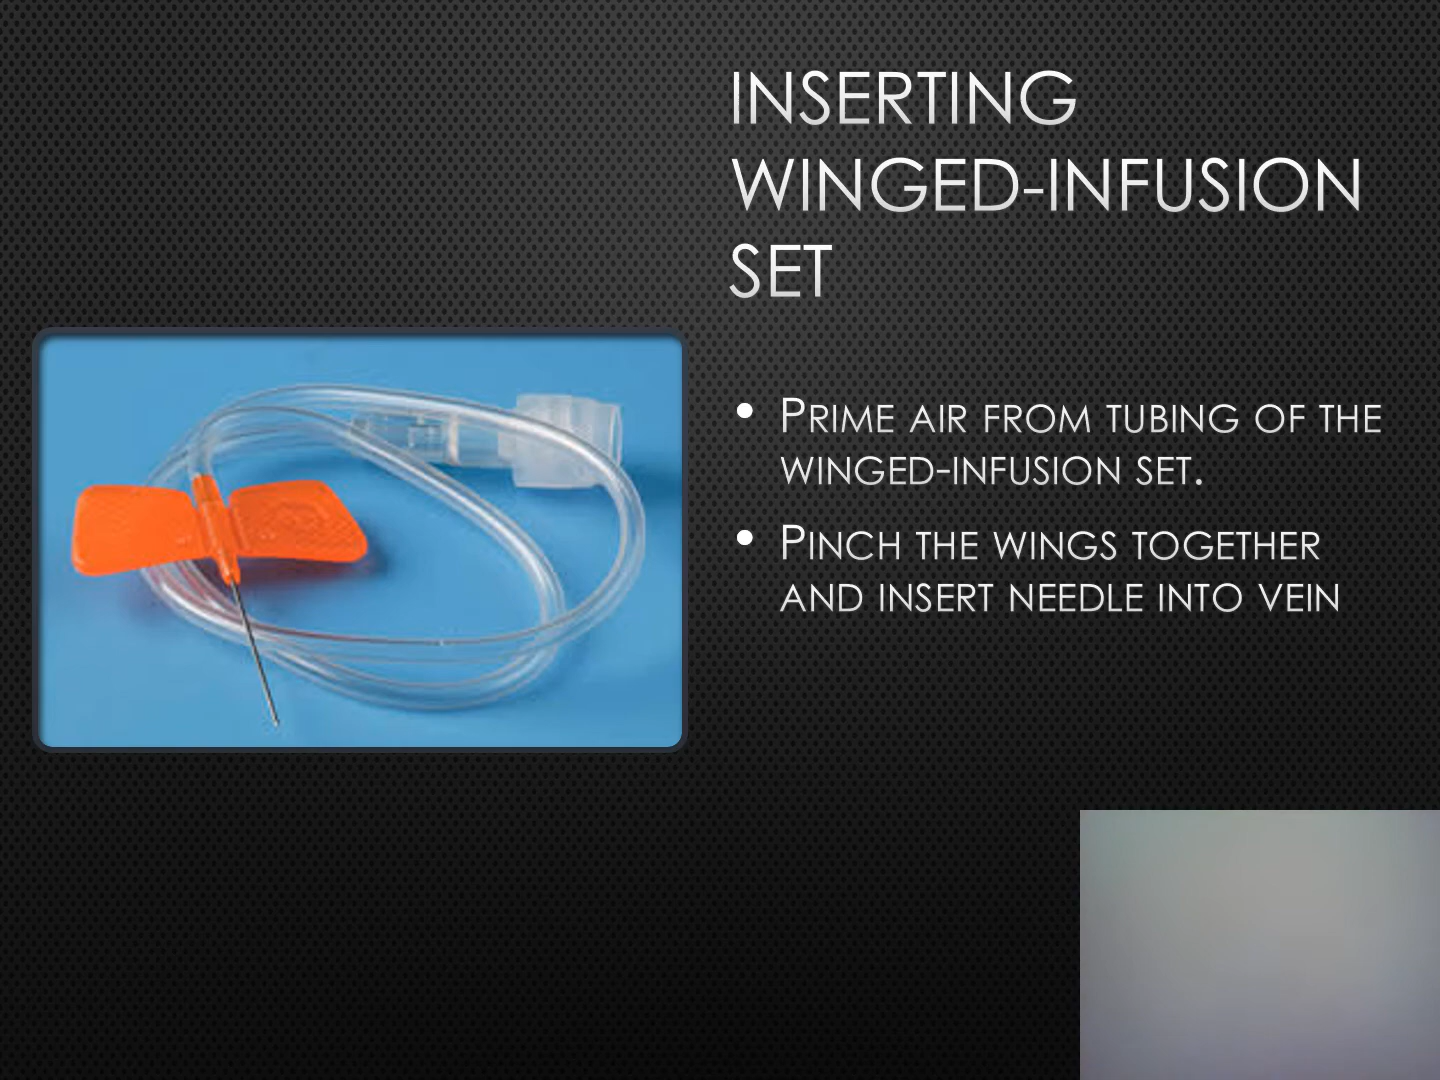 INSERTING
WINGED-INFUSION
SET
• PRIME AIR FROM TUBING OF THE
WINGED-INFUSION SET.
• PINCH THE WINGS TOGETHER
AND INSERT NEEDLE INTO VEIN